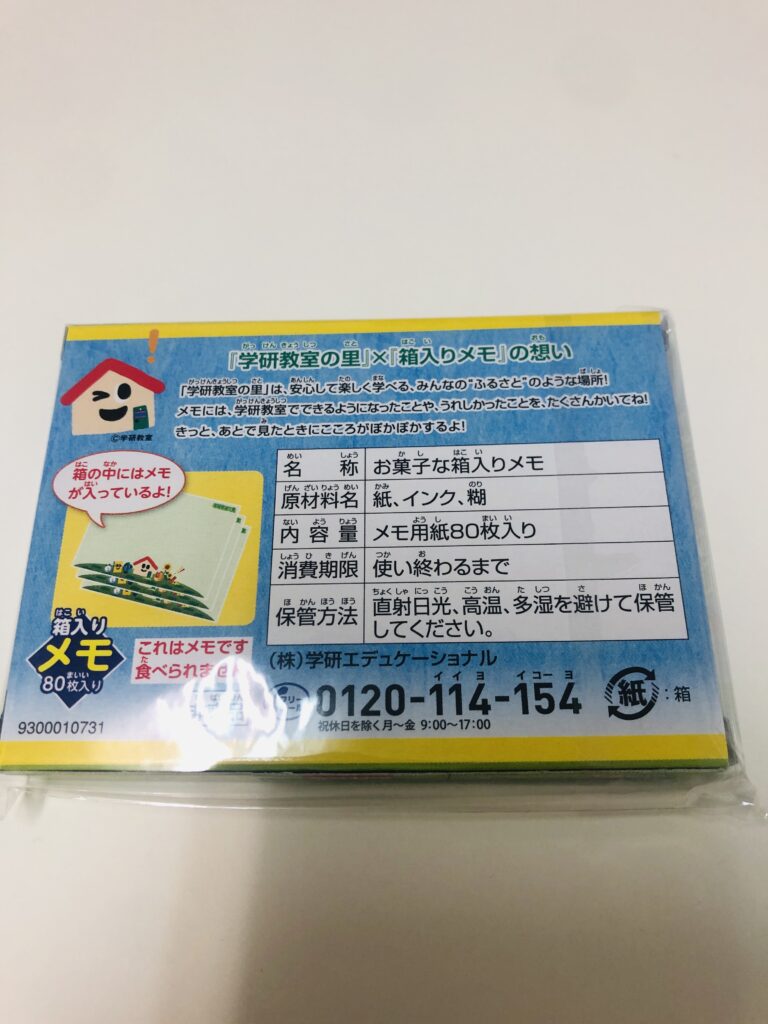 『学研教室の里』×『箱入りメモ』の想い
「学研教室の里」は、安心して楽しく学べる、みんなの“ふるさと”のような場所!
メモには、学研教室でできるようになったことや、うれしかったことを、たくさんかいてね!
きっと、あとで見たときにこころがぽかぽかするよ!
©学研教室
箱の中にはメモ
が入っているよ!
名称 お菓子な箱入りメモ
原材料名 紙、インク、糊
内容量 メモ用紙80枚入り
消費期限 使い終わるまで
保管方法 直射日光、高温、多湿を避けて保管
してください。
箱入り
メモ
80枚入り
これはメモです
食べられません
(株)学研エデュケーショナル
フリー
イイヨ イコーヨ
0120-114-154
祝休日を除く月〜金 9:00〜17:00
紙:箱
9300010731